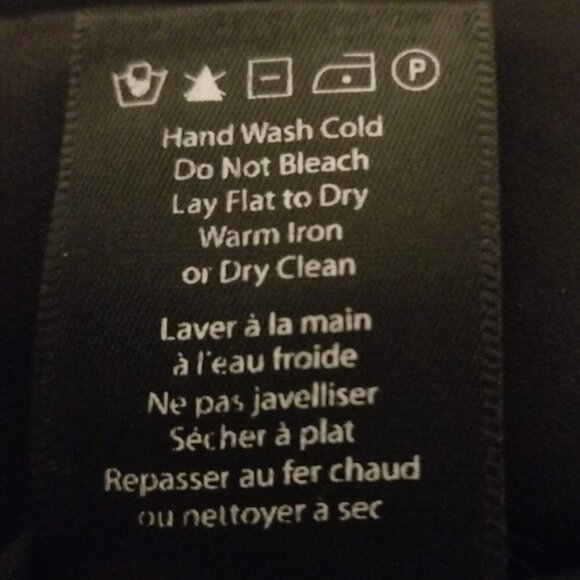 P
Hand Wash Cold
Do Not Bleach
Lay Flat to Dry
Warm Iron
or Dry Clean
Laver à la main
à l'eau froide
Ne pas javelliser
Sécher à plat
Repasser au fer chaud
ou nettoyer à sec